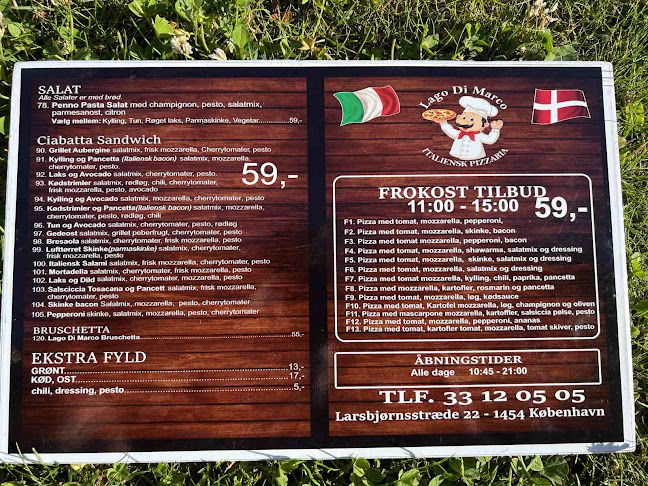 SALAT
Alle Salater er med brød.
78. Penno Pasta Salat med champignon, pesto, salatmix,
parmesanost, citron
Vælg mellem: Kylling, Tun, Røget laks, Parmaskinke, Vegetar..............59,-
Ciabatta Sandwich
59,-
90. Grillet Aubergine salatmix, frisk mozzarella, Cherrytomater, pesto
91. Kylling og Pancetta (italiensk bacon) salatmix, mozzarella,
cherrytomater, pesto.
92. Laks og Avocado salatmix, cherrytomater, pesto
93. Kødstrimler salatmix, rødløg, chili, cherrytomater,
frisk mozzarella, pesto, avocado
94. Kylling og Avocado salatmix, cherrytomater, pesto
95. Kødstrimler og Pancetta(italiensk bacon) salatmix, mozzarella,
cherrytomater, pesto, rødløg, chili
96. Tun og Avocado salatmix, cherrytomater, pesto, rødløg
97. Gedeost salatmix, grillet peberfrugt, cherrytomater, pesto
98. Bresaola salatmix, cherrytomater, frisk mozzarella, pesto
99. Lufttørret Skinke(parmaskinke) salatmix, cherrytomater,
frisk mozzarella, pesto
100. Italiensk Salami salatmix, cherrytomater, frisk mozzarella, pesto
101. Mortadella salatmix, cherrytomater, frisk mozzarella, pesto
102. Laks og Dild salatmix, cherrytomater, frisk mozzarella, pesto
103. Salsciccia Tosacana og Pancett salatmix, frisk mozzarella,
cherrytomater, pesto
104. Skinke bacon Salatmix, mozzarella, pesto, cherrytomater
105. Pepperoni salatmix, mozzarella, cherrytomater, pesto
BRUSCHETTA
120. Lago Di Marco Bruschetta..............55,-
EKSTRA FYLD
GRØNT..............13,-
KØD, OST..............17,-
chili, dressing, pesto..............5,-
Lago Di Marco
ITALIENSK PIZZARIA
FROKOST TILBUD
11:00 - 15:00 59,-
F1. Pizza med tomat, mozzarella, pepperoni,
F2. Pizza med tomat, mozzarella, skinke, bacon
F3. Pizza med tomat, mozzarella, pepperoni, bacon
F4. Pizza med tomat, mozzarella, shawarma, salatmix og dressing
F5. Pizza med tomat, mozzarella, skinke, salatmix og dressing
F6. Pizza med tomat, mozzarella, salatmix og dressing
F7. Pizza med tomat, mozzarella, kylling, chili, paprika, pancetta
F8. Pizza med mozzarella, kartofler, rosmarin og pancetta
F9. Pizza med tomat, mozzarella, løg, kødsauce
F10. Pizza med tomat, Kartofel mozzarella, løg, champignon og oliven
F11. Pizza med mascarpone mozzarella, kartoffler, salsiccia pølse, pesto
F12. Pizza med tomat, mozzarella, pepperoni, ananas
F13. Pizza med tomat, kartofler tomat, mozzarella, tomat skiver, pesto
ÅBNINGSTIDER
Alle dage 10:45 - 21:00
TLF. 33 12 05 05
Larsbjørnsstræde 22 - 1454 København